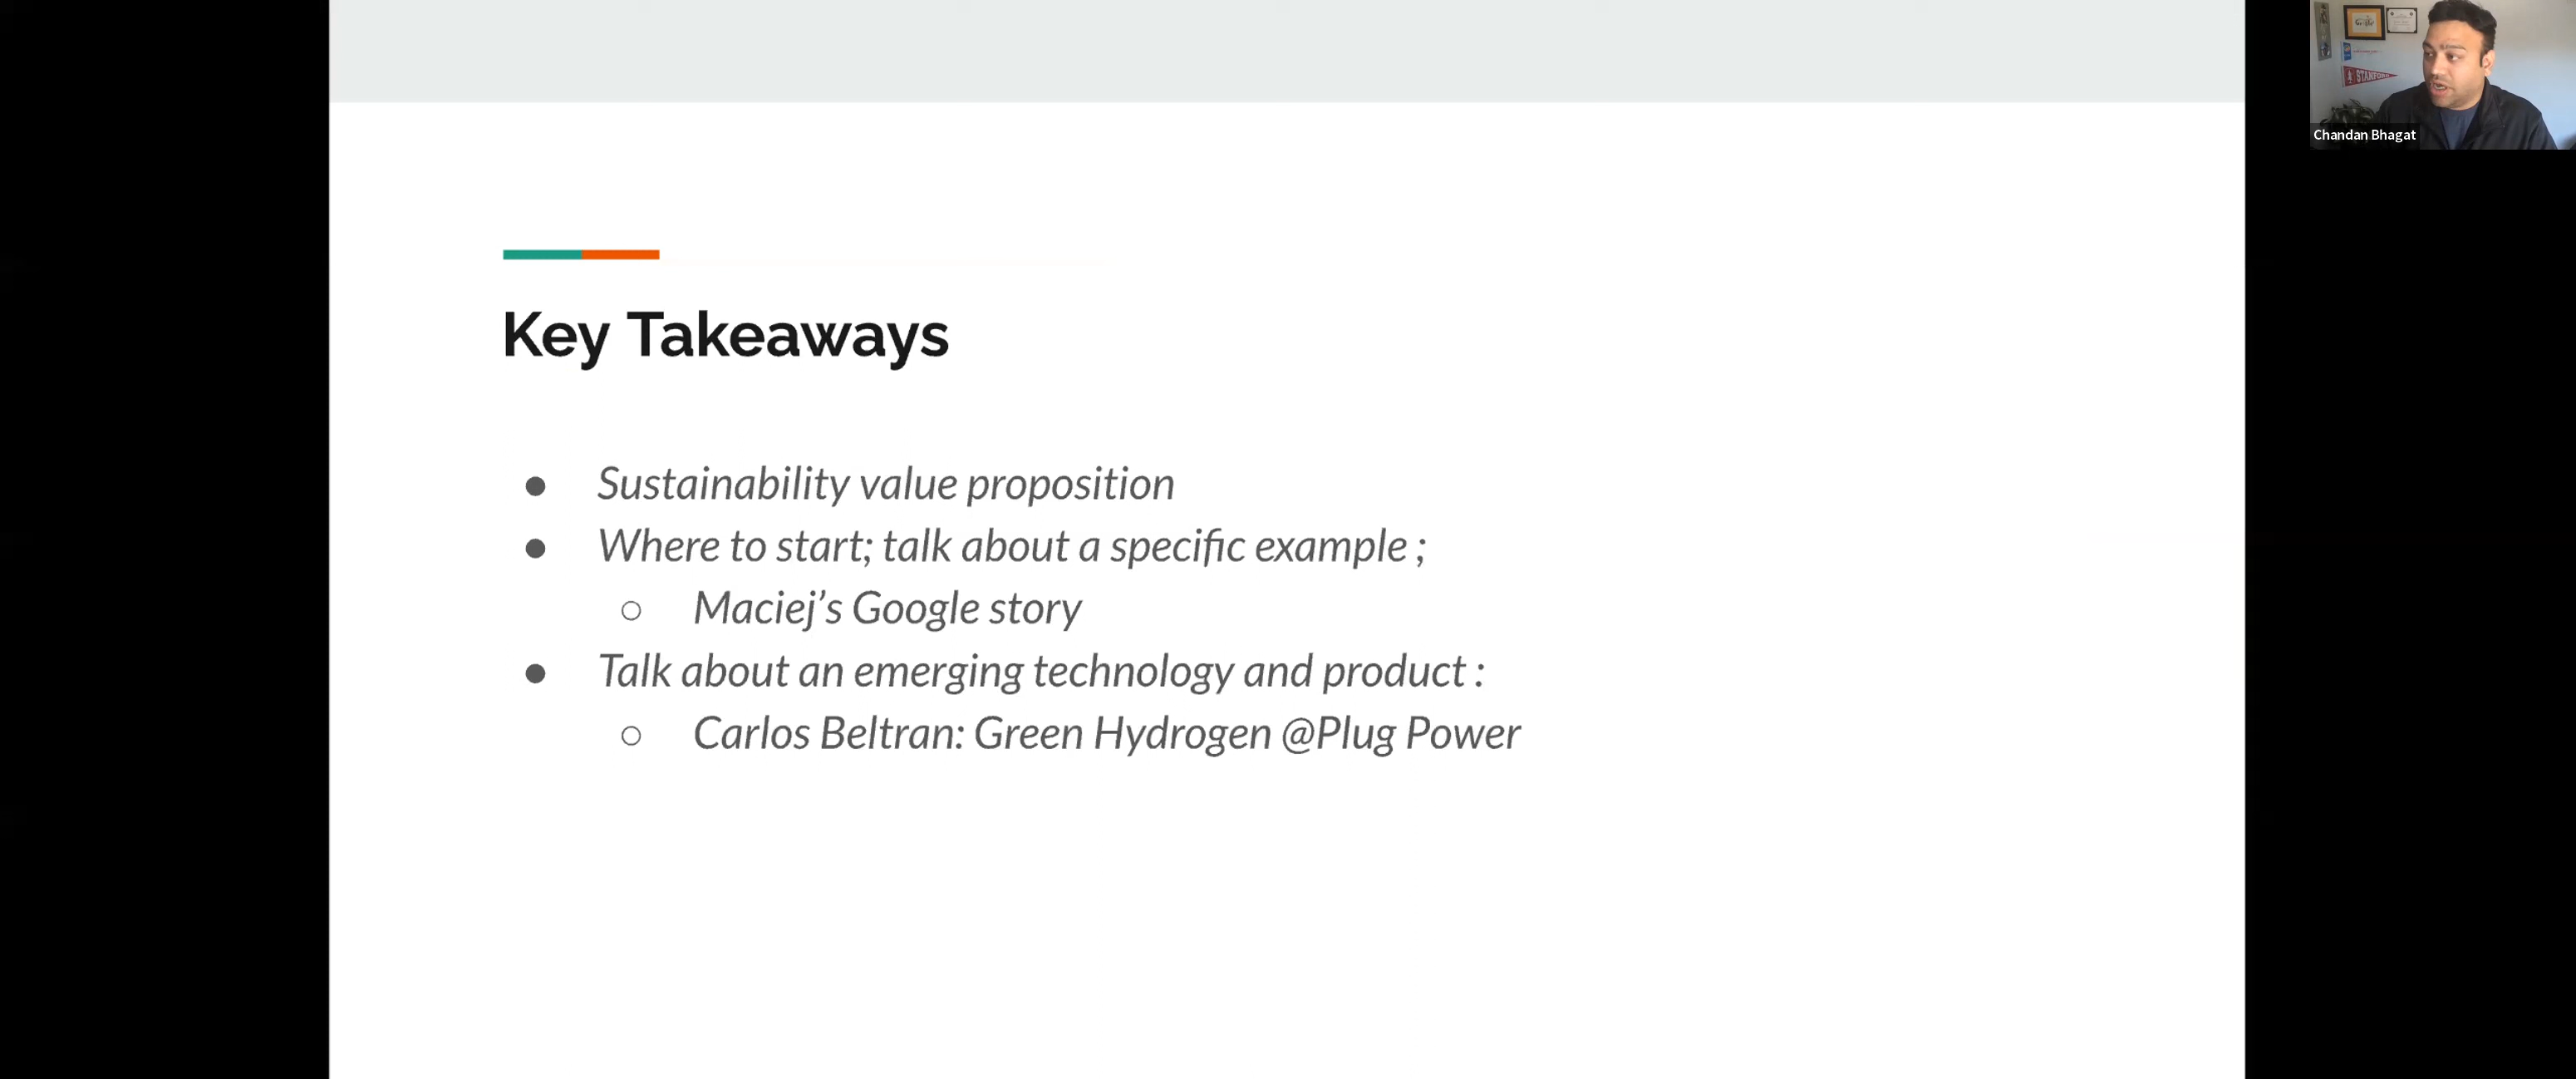 Key Takeaways
● Sustainability value proposition
● Where to start; talk about a specific example ;
○ Maciej’s Google story
● Talk about an emerging technology and product :
○ Carlos Beltran: Green Hydrogen @Plug Power
STANFORD
Chandan Bhagat